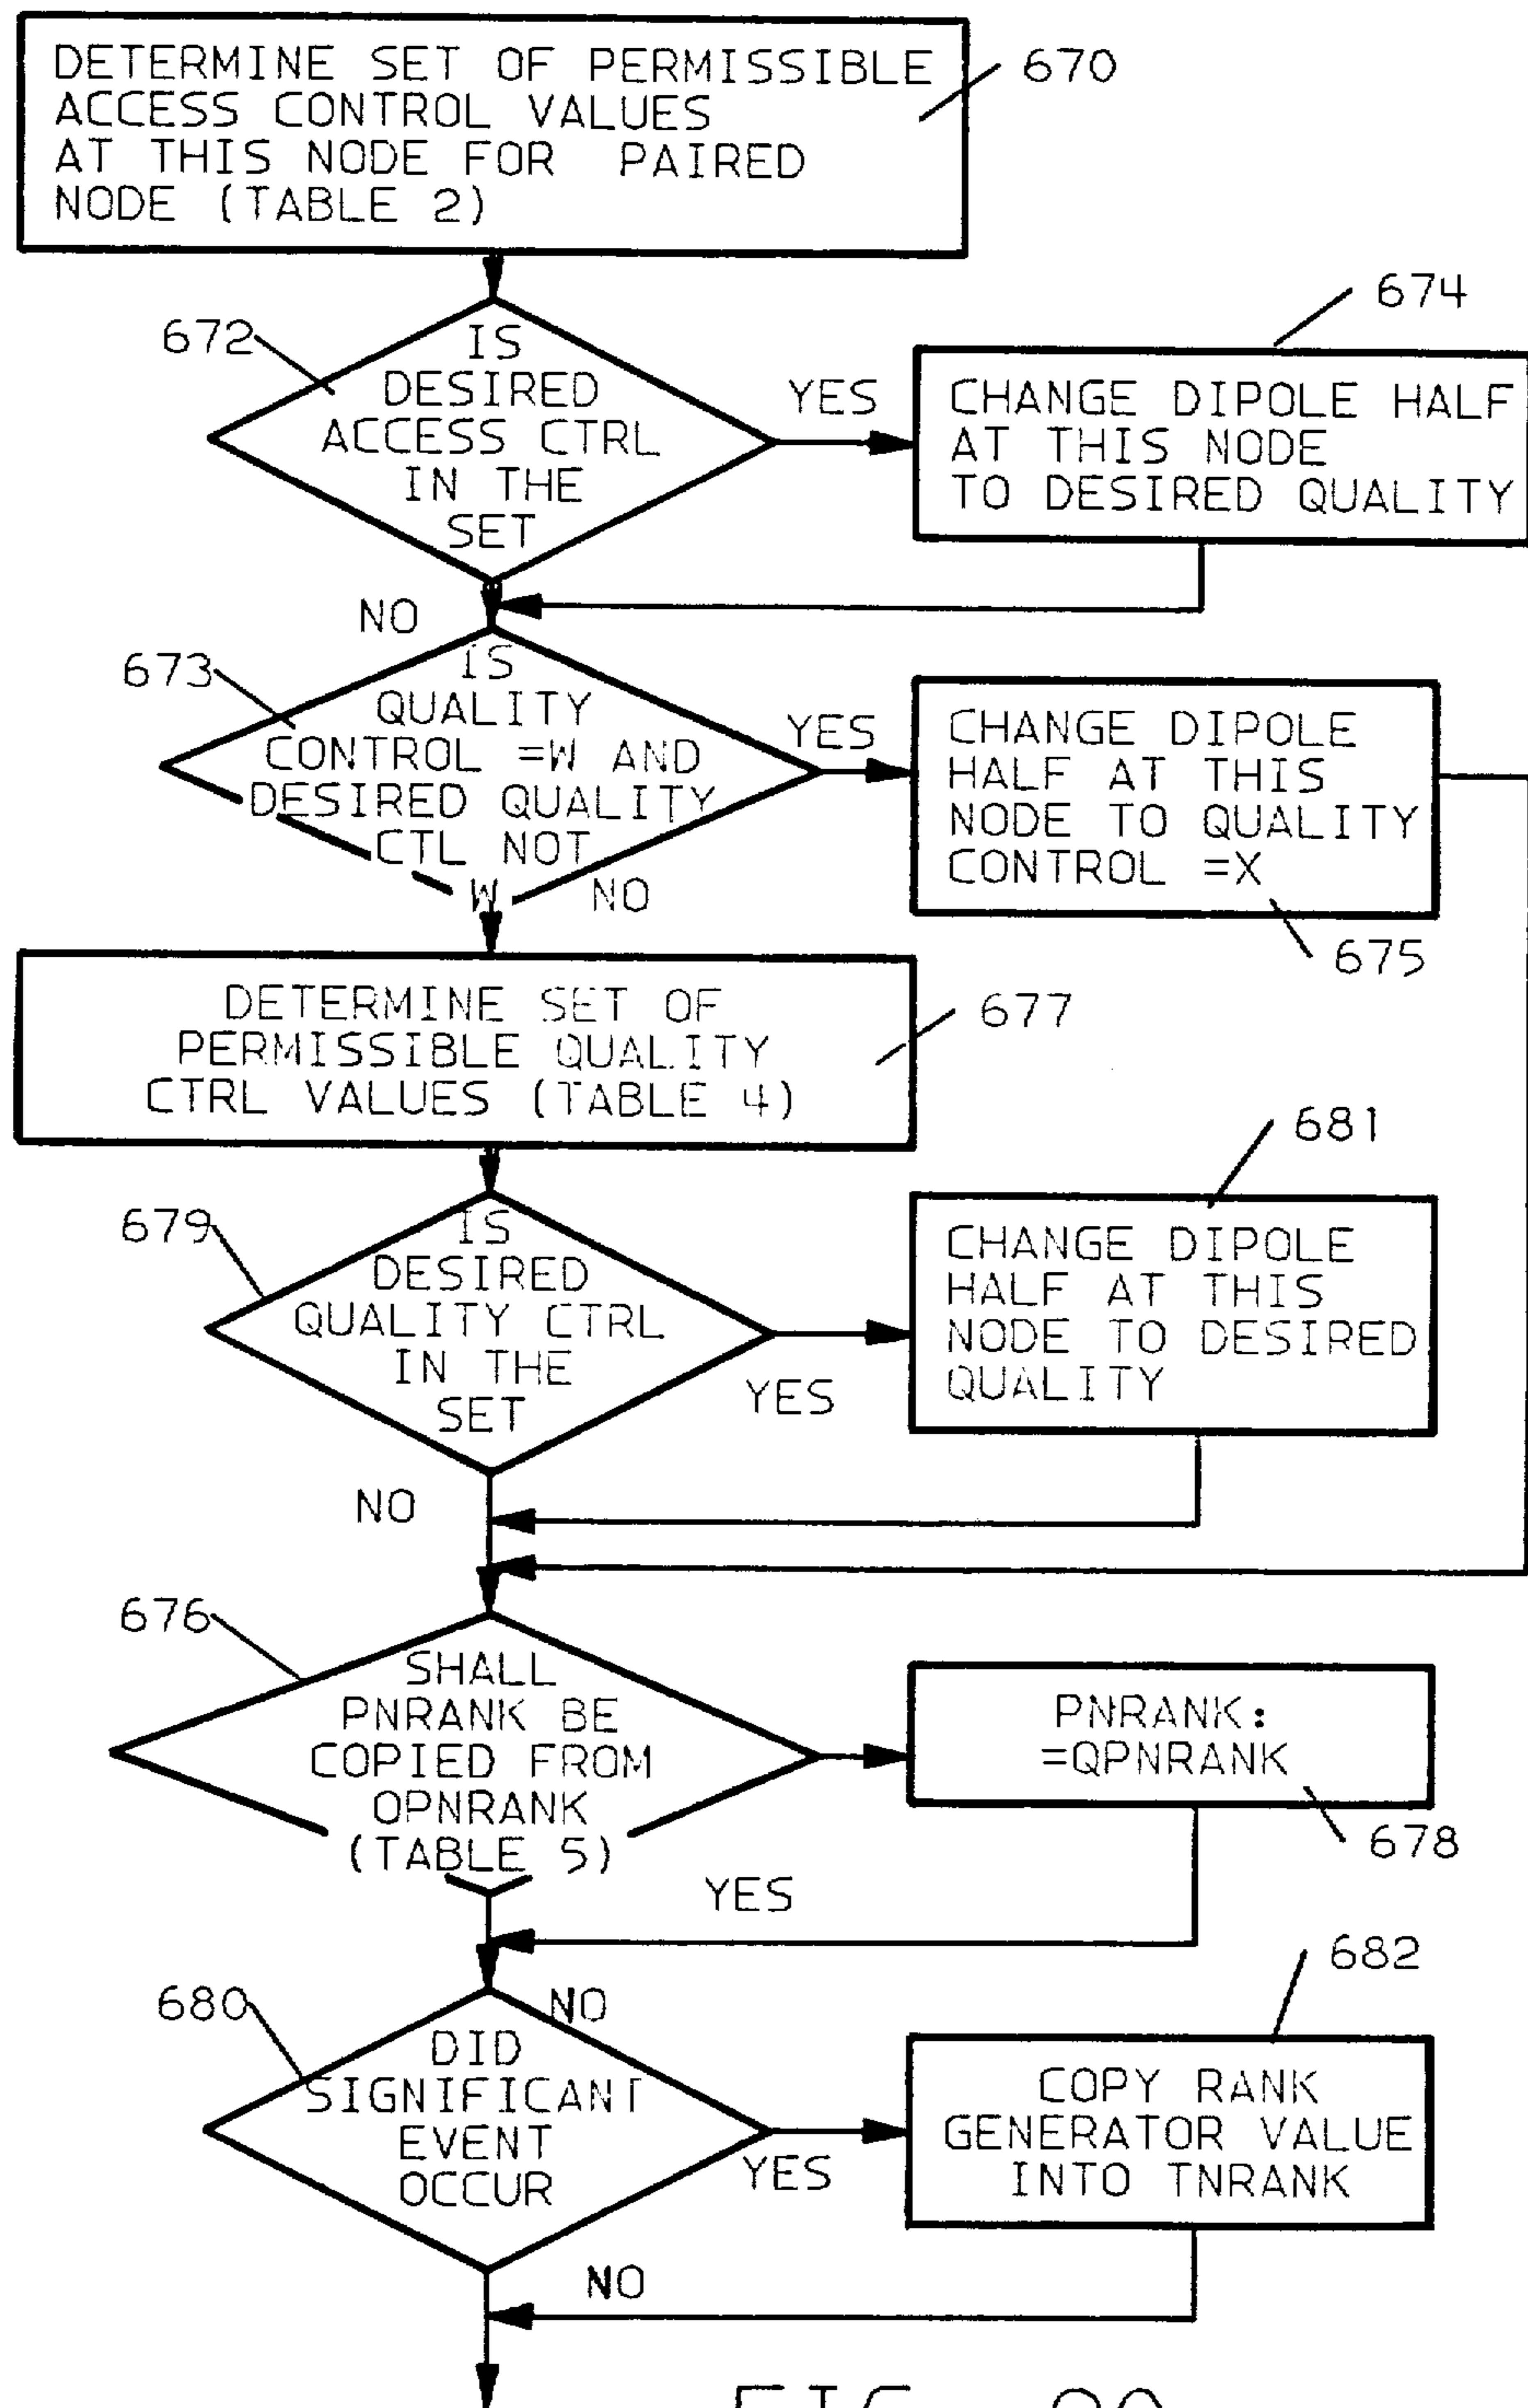 DETERMINE SET OF PERMISSIBLE
ACCESS CONTROL VALUES
AT THIS NODE FOR PAIRED
NODE (TABLE 2)
670
672
IS
DESIRED
ACCESS CTRL
IN THE
SET
YES
674
CHANGE DIPOLE HALF
AT THIS NODE
TO DESIRED QUALITY
NO
673
IS
QUALITY
CONTROL =W AND
DESIRED QUALITY
CTL NOT
W
YES
NO
CHANGE DIPOLE
HALF AT THIS
NODE TO QUALITY
CONTROL =X
675
DETERMINE SET OF
PERMISSIBLE QUALITY
CTRL VALUES (TABLE 4)
677
679
IS
DESIRED
QUALITY CTRL
IN THE
SET
YES
681
CHANGE DIPOLE
HALF AT THIS
NODE TO DESIRED
QUALITY
NO
676
SHALL
PNRANK BE
COPIED FROM
OPNRANK
(TABLE 5)
YES
PNRANK:
=QPNRANK
678
NO
680
DID
SIGNIFICANT
EVENT
OCCUR
YES
682
COPY RANK
GENERATOR VALUE
INTO TNRANK
NO